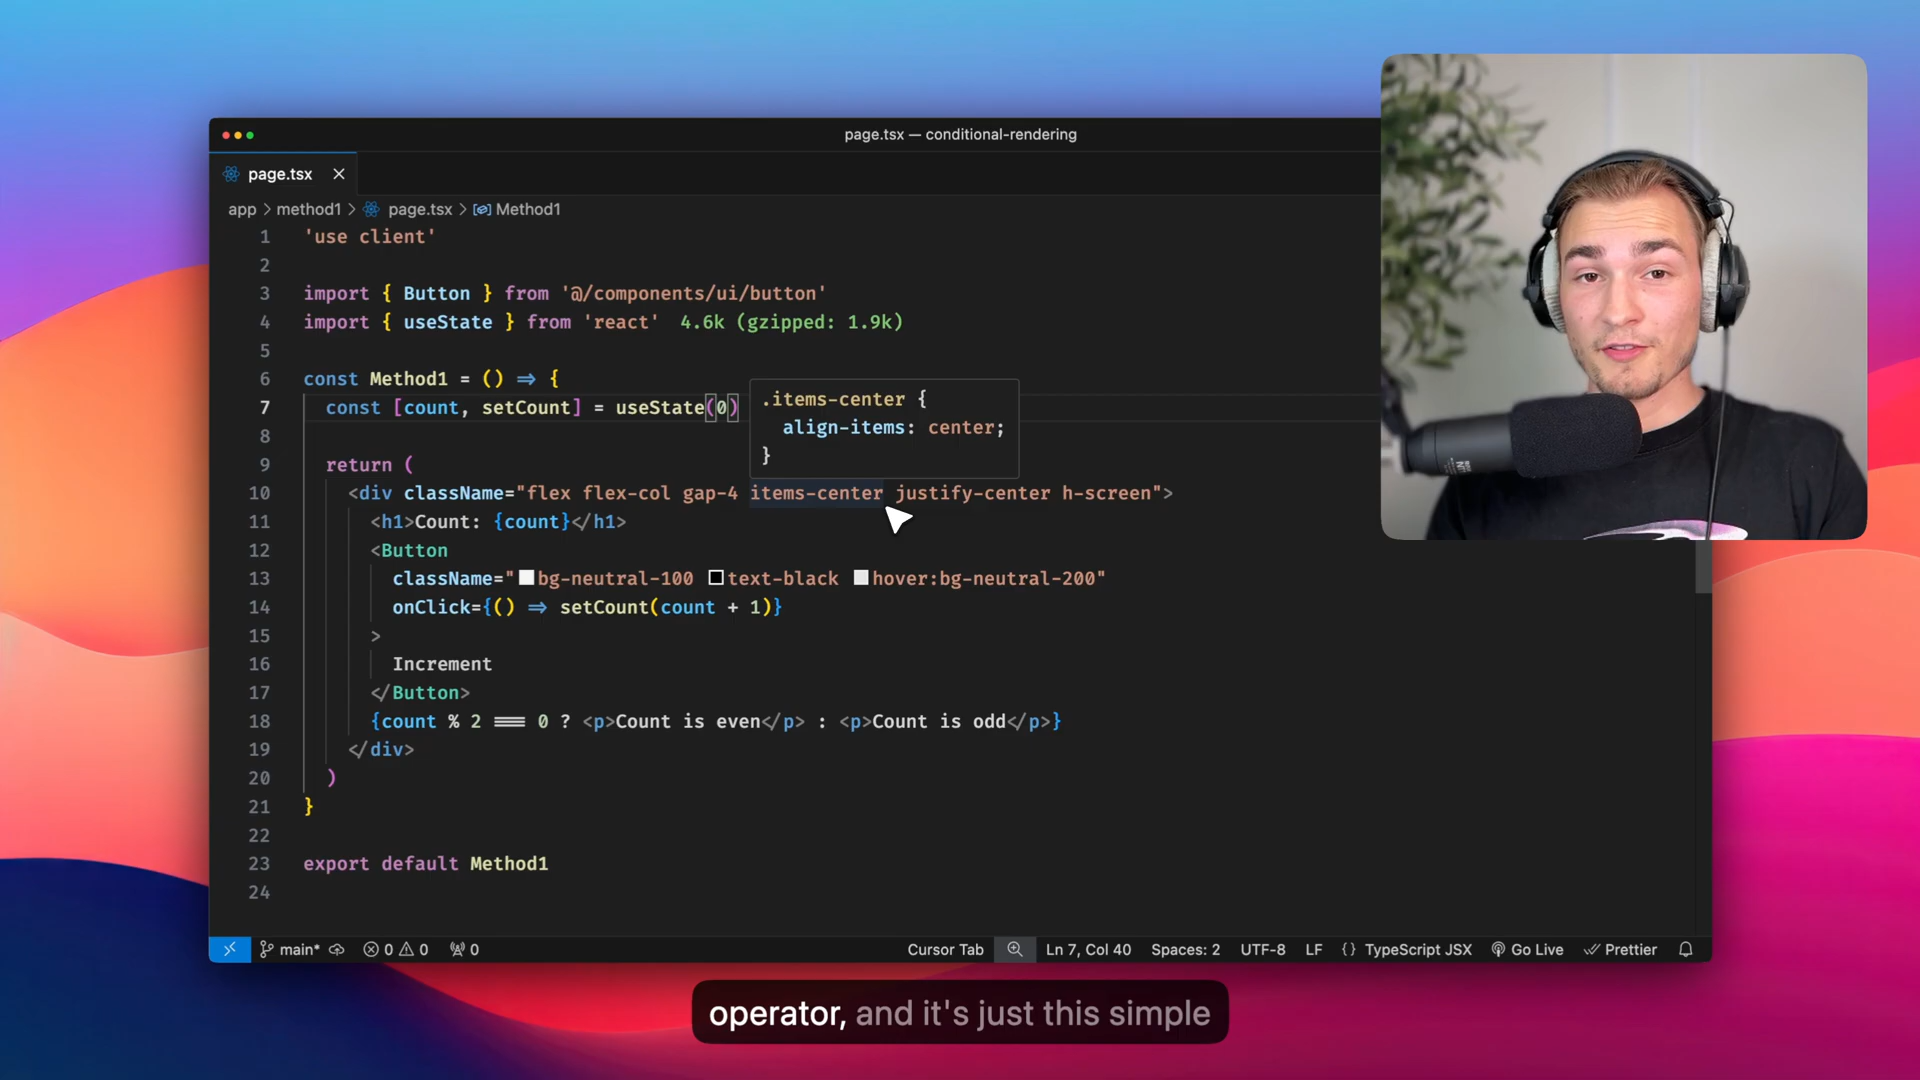 page.tsx — conditional-rendering
page.tsx
app > method1 > page.tsx > Method1
1 'use client'
2
3 import { Button } from '@/components/ui/button'
4 import { useState } from 'react' 4.6k (gzipped: 1.9k)
5
6 const Method1 = () => {
7 const [count, setCount] = useState(0)
.items-center {
align-items: center;
}
8
9 return (
10 <div className="flex flex-col gap-4 items-center justify-center h-screen">
11 <h1>Count: {count}</h1>
12 <Button
13 className="bg-neutral-100 text-black hover:bg-neutral-200"
14 onClick={() => setCount(count + 1)}
15 >
16 Increment
17 </Button>
18 {count % 2 === 0 ? <p>Count is even</p> : <p>Count is odd</p>}
19 </div>
20 )
21 }
22
23 export default Method1
24
main* 0 0 0 Cursor Tab Ln 7, Col 40 Spaces: 2 UTF-8 LF {} TypeScript JSX Go Live Prettier
operator, and it's just this simple